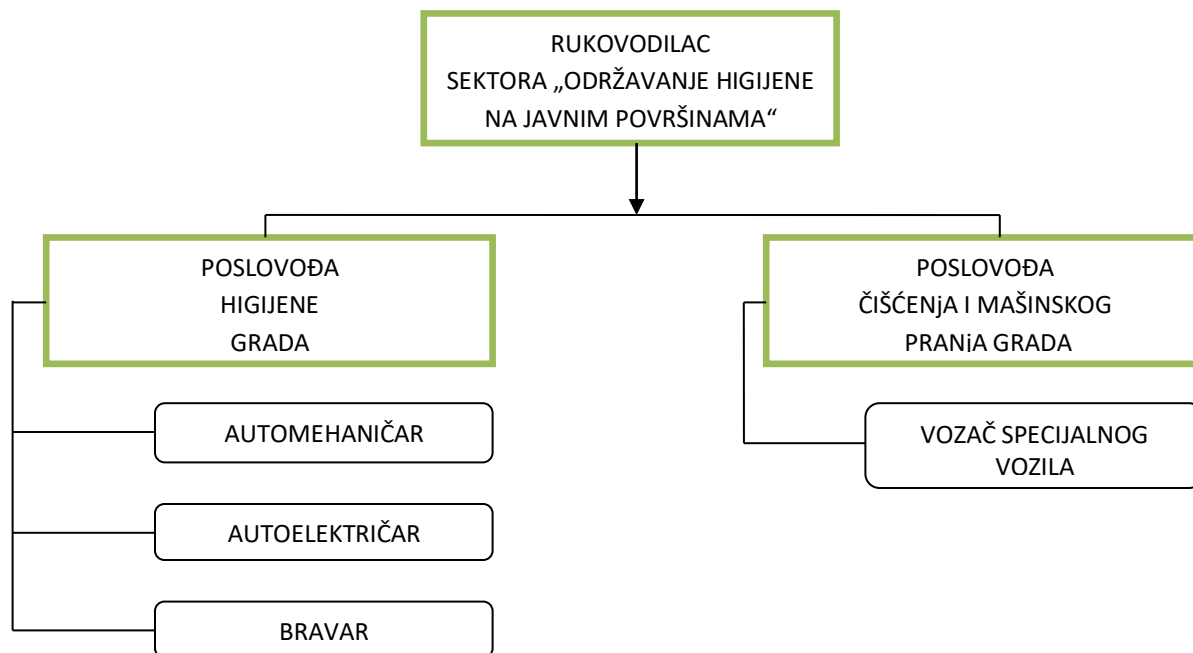 RUKOVODILAC
SEKTORA „ODRŽAVANJE HIGIJENE
NA JAVNIM POVRŠINAMA“
POSLOVOĐA
HIGIJENE
GRADA
AUTOMEHANIČAR
AUTOELEKTRIČAR
BRAVAR
POSLOVOĐA
ČIŠĆENjA I MAŠINSKOG
PRANjA GRADA
VOZAČ SPECIJALNOG
VOZILA